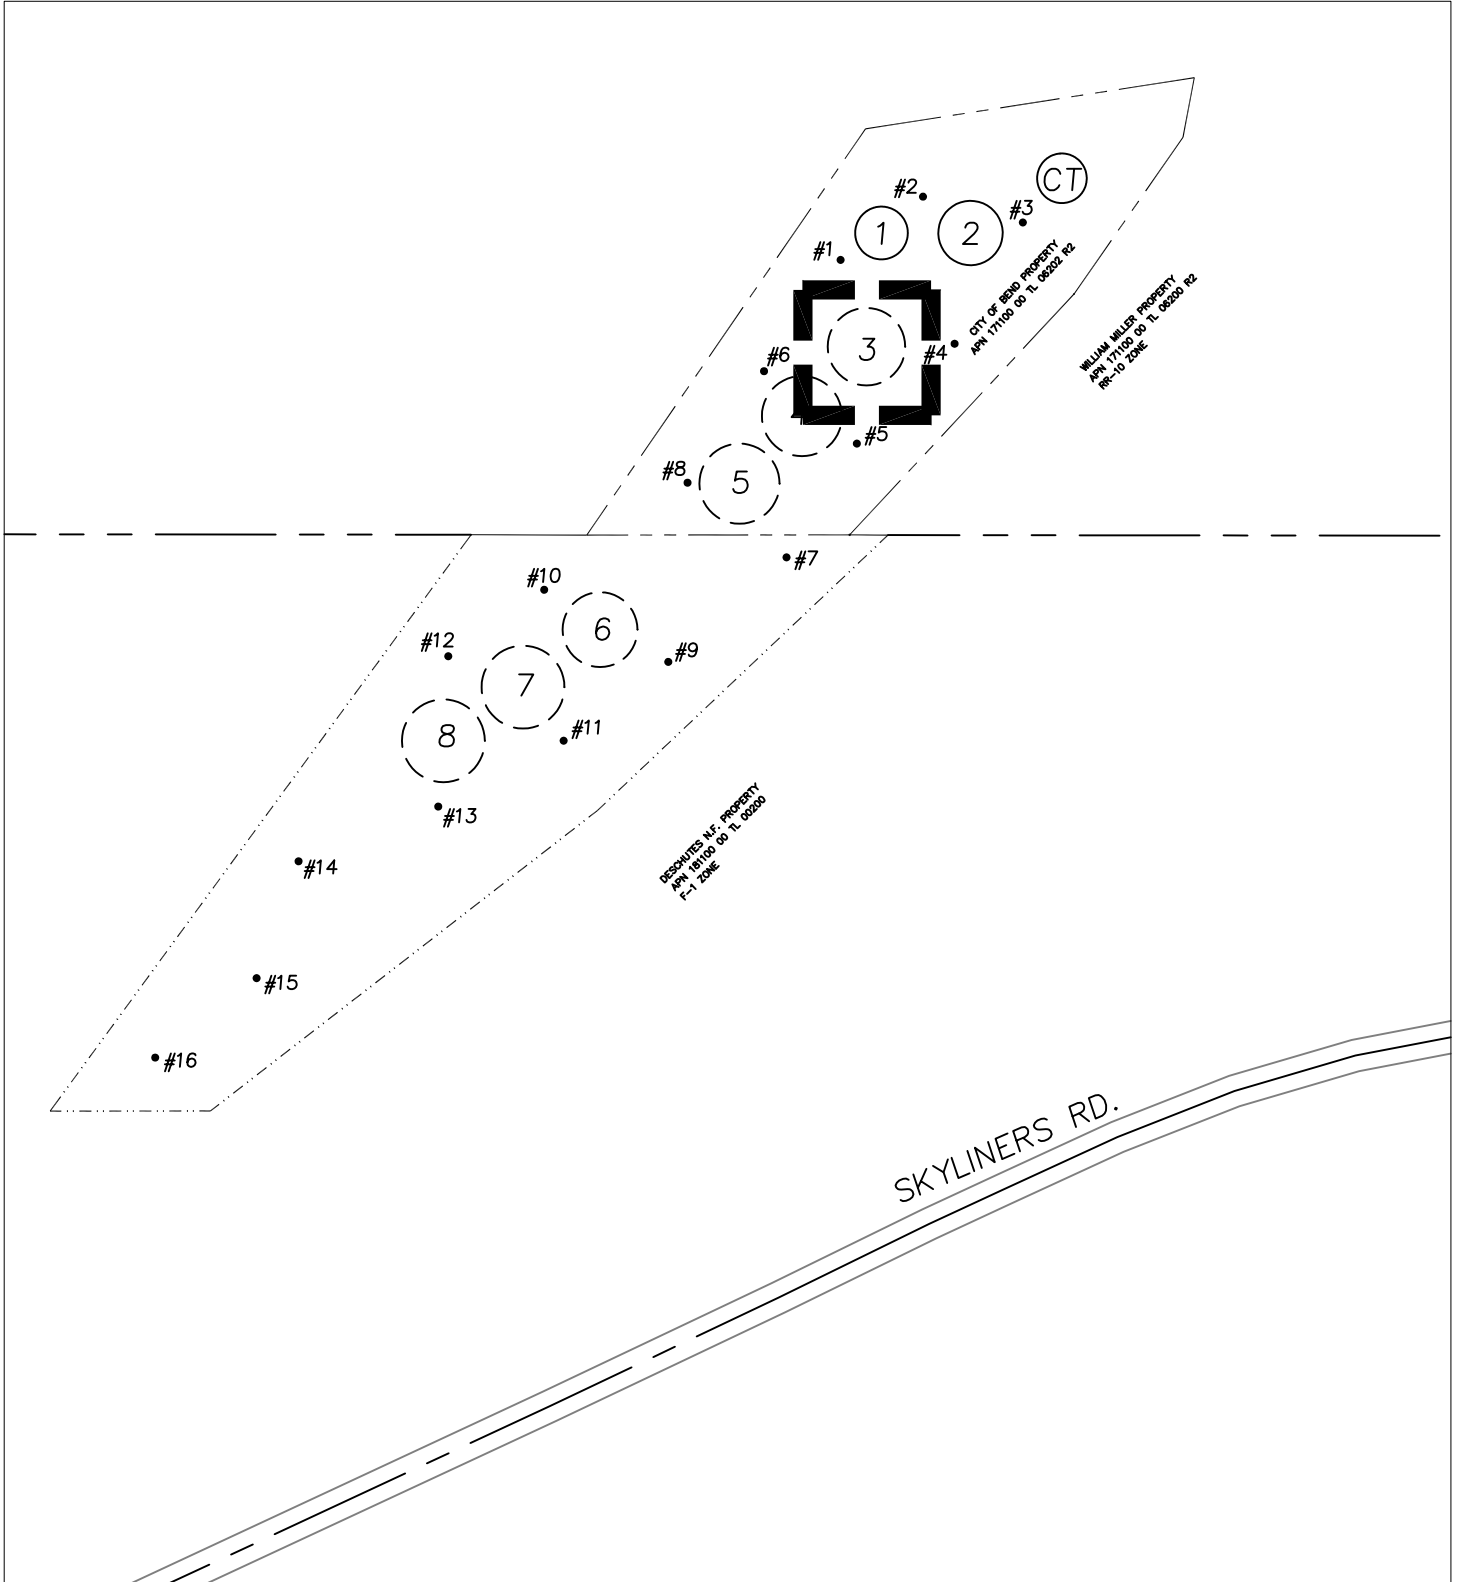 CT
#2
#3
1
2
#1
CITY OF BEND PROPERTY
APN 171100 00 TL 06202 R2
WILLIAM MILLER PROPERTY
APN 171100 00 TL 06200 R2
RR-10 ZONE
3
#4
#6
#5
#8
5
#7
#10
6
#12
#9
7
#11
8
#13
DESCHUTES N.F. PROPERTY
APN 181100 00 TL 00200
F-1 ZONE
#14
#15
#16
SKYLINERS RD.